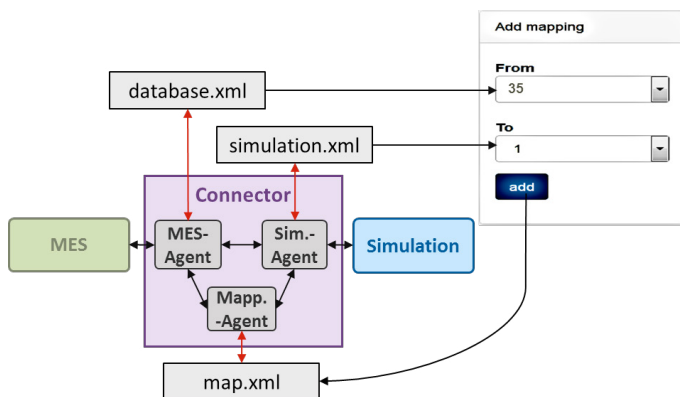 Add mapping
From
35
database.xml
To
1
simulation.xml
add
Connector
MES
MES-
Agent
Sim.-
Agent
Simulation
Mapp.
-Agent
map.xml